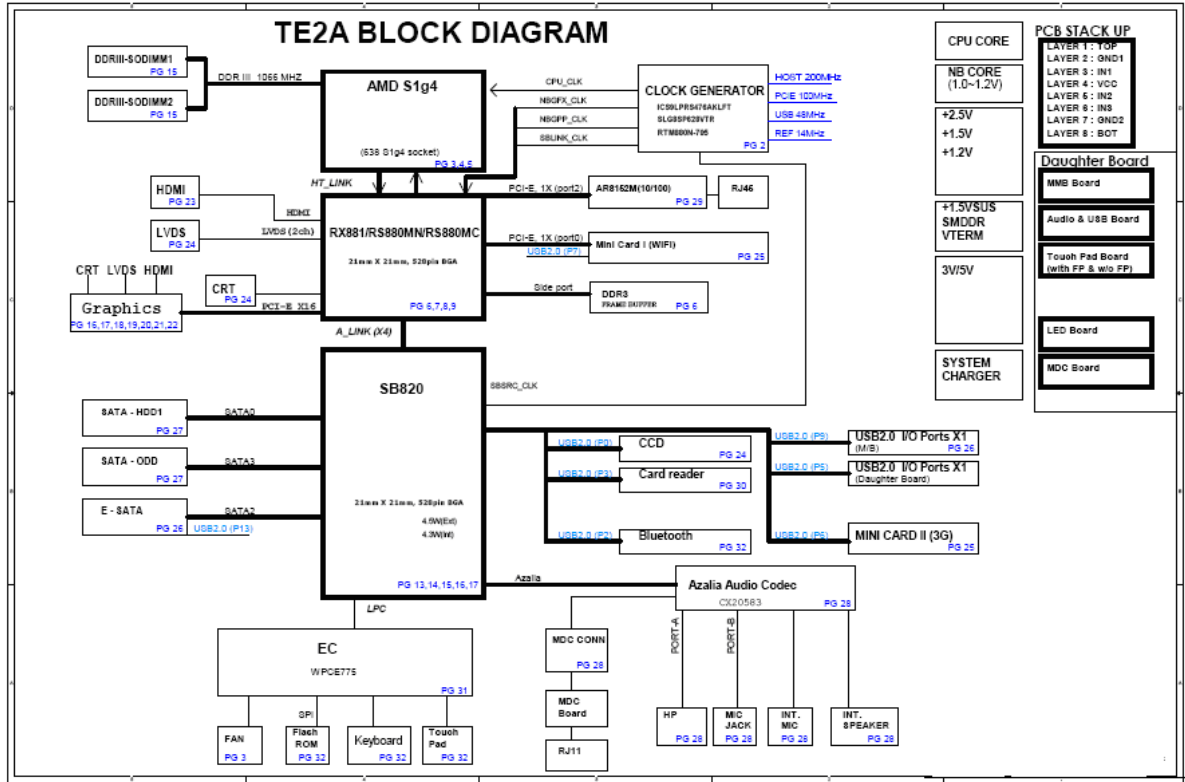 TE2A BLOCK DIAGRAM
DDRIII-SODIMM1
PG 15
DDRIII-SODIMM2
PG 15
DDR III 1066 MHZ
AMD S1g4
(638 S1g4 socket)
PG 3,4,5
CPU_CLK
NBGFX_CLK
NBGPP_CLK
SBLINK_CLK
CLOCK GENERATOR
ICS9LPRS476AKLFT
SLG8SP628VTR
RTM880N-795
PG 2
HOST 200MHz
PCIE 100MHz
USB 48MHz
REF 14MHz
HT_LINK
HDMI
PG 23
HDMI
LVDS
PG 24
LVDS (2ch)
CRT LVDS HDMI
Graphics
PG 16,17,18,19,20,21,22
CRT
PG 24
PCI-E X16
RX881/RS880MN/RS880MC
21mm X 21mm, 528pin BGA
PG 6,7,8,9
PCI-E, 1X (port2)
AR8152M(10/100)
PG 29
RJ45
PCI-E, 1X (port0)
USB2.0 (P7)
Mini Card I (WIFI)
PG 25
Side port
DDR3
FRAME BUFFER
PG 6
A_LINK (X4)
SB820
21mm X 21mm, 528pin BGA
4.5W(Ext)
4.3W(Int)
PG 13,14,15,16,17
SBSRC_CLK
SATA - HDD1
PG 27
SATA0
SATA - ODD
PG 27
SATA3
E - SATA
PG 26
SATA2
USB2.0 (P13)
USB2.0 (P0)
CCD
PG 24
USB2.0 (P3)
Card reader
PG 30
USB2.0 (P2)
Bluetooth
PG 32
USB2.0 (P9)
USB2.0 I/O Ports X1
(M/B)
PG 26
USB2.0 (P5)
USB2.0 I/O Ports X1
(Daughter Board)
USB2.0 (P6)
MINI CARD II (3G)
PG 25
Azalia
Azalia Audio Codec
CX20583
PG 28
LPC
EC
WPCE775
PG 31
FAN
PG 3
SPI
Flash
ROM
PG 32
Keyboard
PG 32
Touch
Pad
PG 32
MDC CONN
PG 28
MDC
Board
RJ11
PORT-A
PORT-B
HP
PG 28
MIC
JACK
PG 28
INT.
MIC
PG 28
INT.
SPEAKER
PG 28
CPU CORE
NB CORE
(1.0~1.2V)
+2.5V
+1.5V
+1.2V
+1.5VSUS
SMDDR
VTERM
3V/5V
SYSTEM
CHARGER
PCB STACK UP
LAYER 1 : TOP
LAYER 2 : GND1
LAYER 3 : IN1
LAYER 4 : VCC
LAYER 5 : IN2
LAYER 6 : IN3
LAYER 7 : GND2
LAYER 8 : BOT
Daughter Board
MMB Board
Audio & USB Board
Touch Pad Board
(with FP & w/o FP)
LED Board
MDC Board